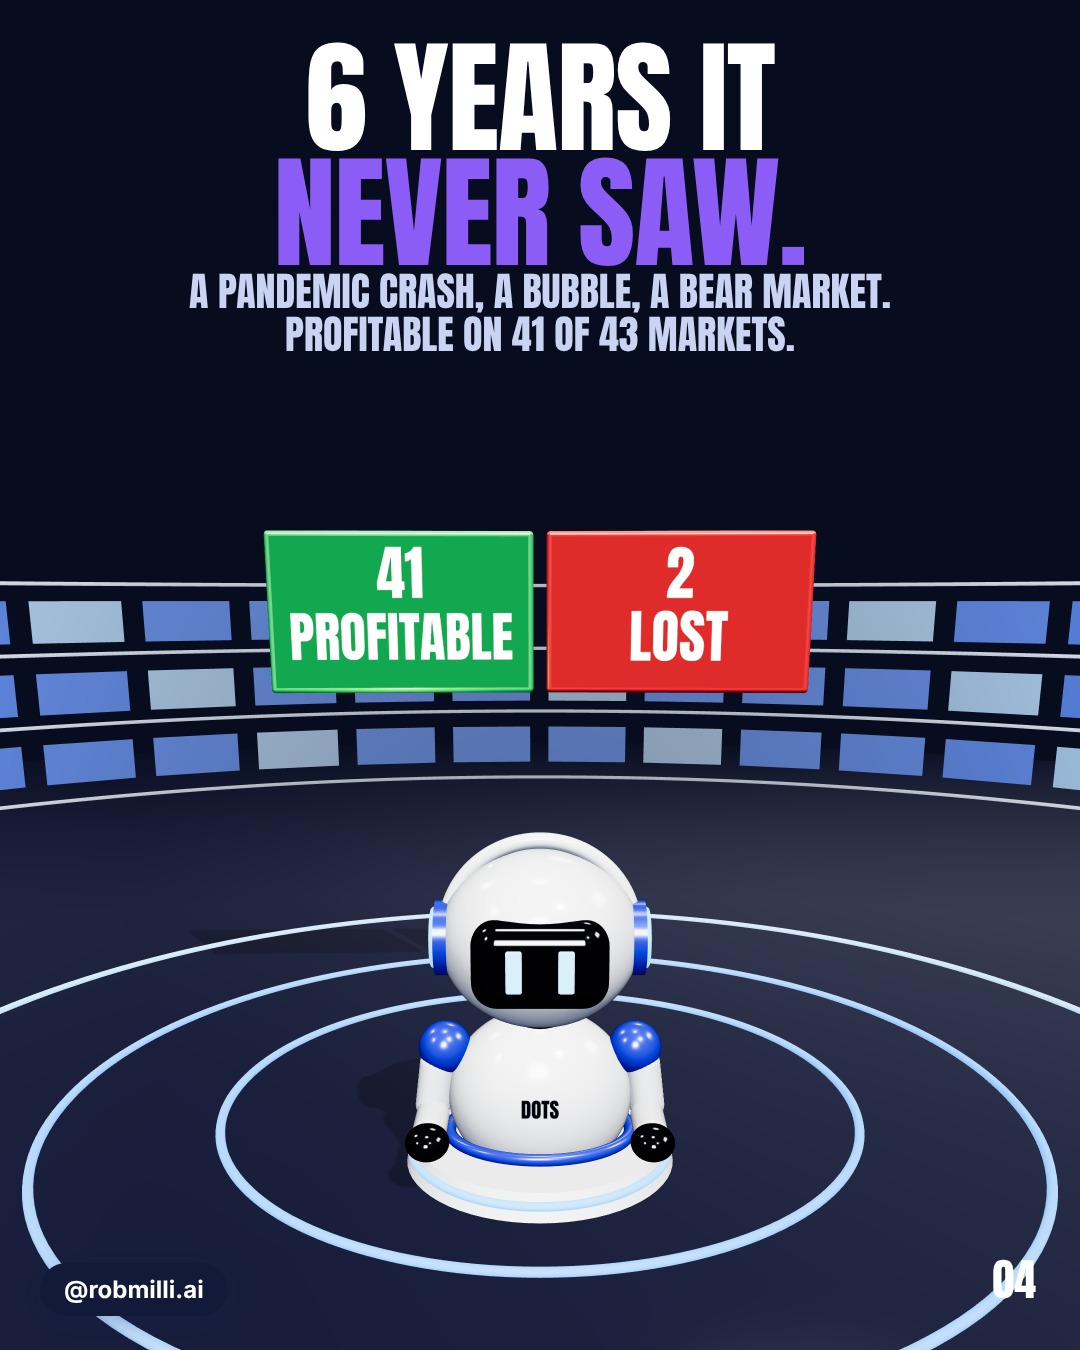 6 YEARS IT
NEVER SAW.
A PANDEMIC CRASH, A BUBBLE, A BEAR MARKET.
PROFITABLE ON 41 OF 43 MARKETS.
41
PROFITABLE
2
LOST
DOTS
@robmilli.ai
04